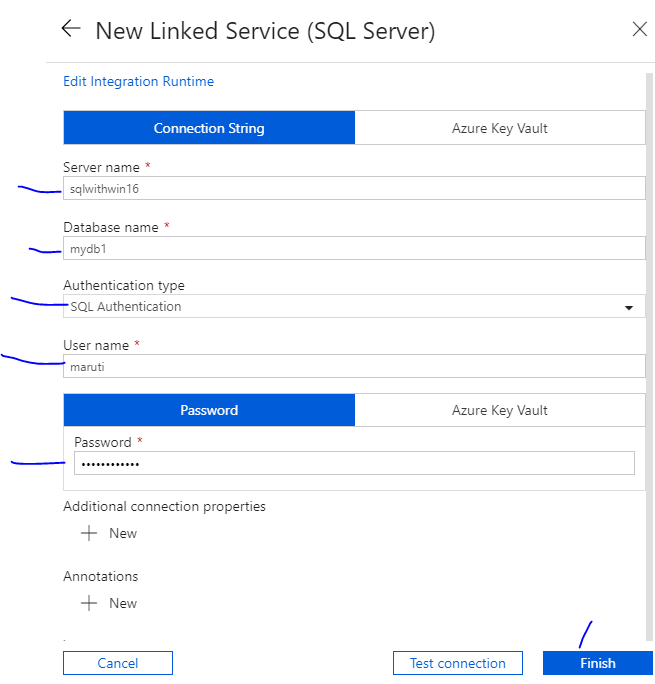 New Linked Service (SQL Server)
Edit Integration Runtime
Connection String Azure Key Vault
Server name *
sqlwithwin16
Database name *
mydb1
Authentication type
SQL Authentication
User name *
maruti
Password Azure Key Vault
Password *
••••••••••••
Additional connection properties
New
Annotations
New
Cancel Test connection Finish